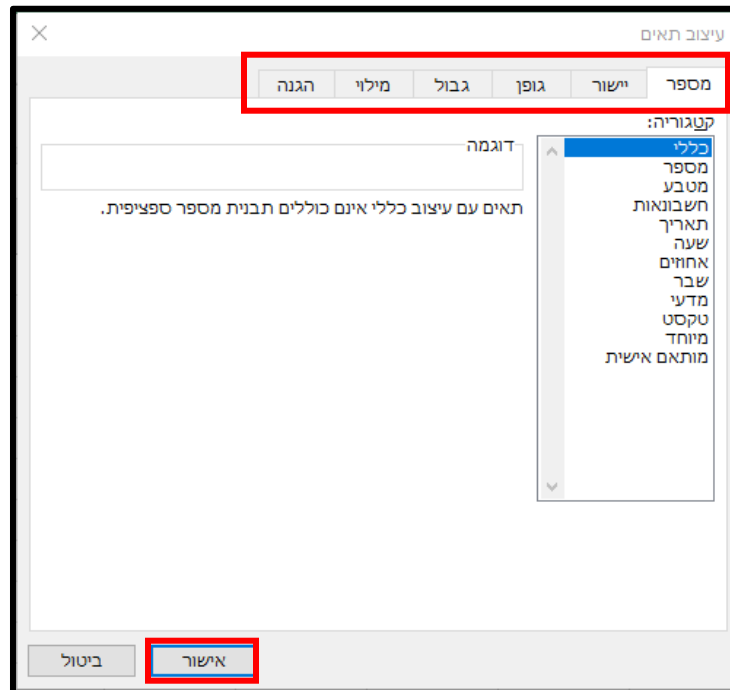 עיצוב תאים
מספר יישור גופן גבול מילוי הגנה
קטגוריה:
כללי
מספר
מטבע
חשבונאות
תאריך
שעה
אחוזים
שבר
מדעי
טקסט
מיוחד
מותאם אישית
דוגמה
תאים עם עיצוב כללי אינם כוללים תבנית מספר ספציפית.
אישור ביטול